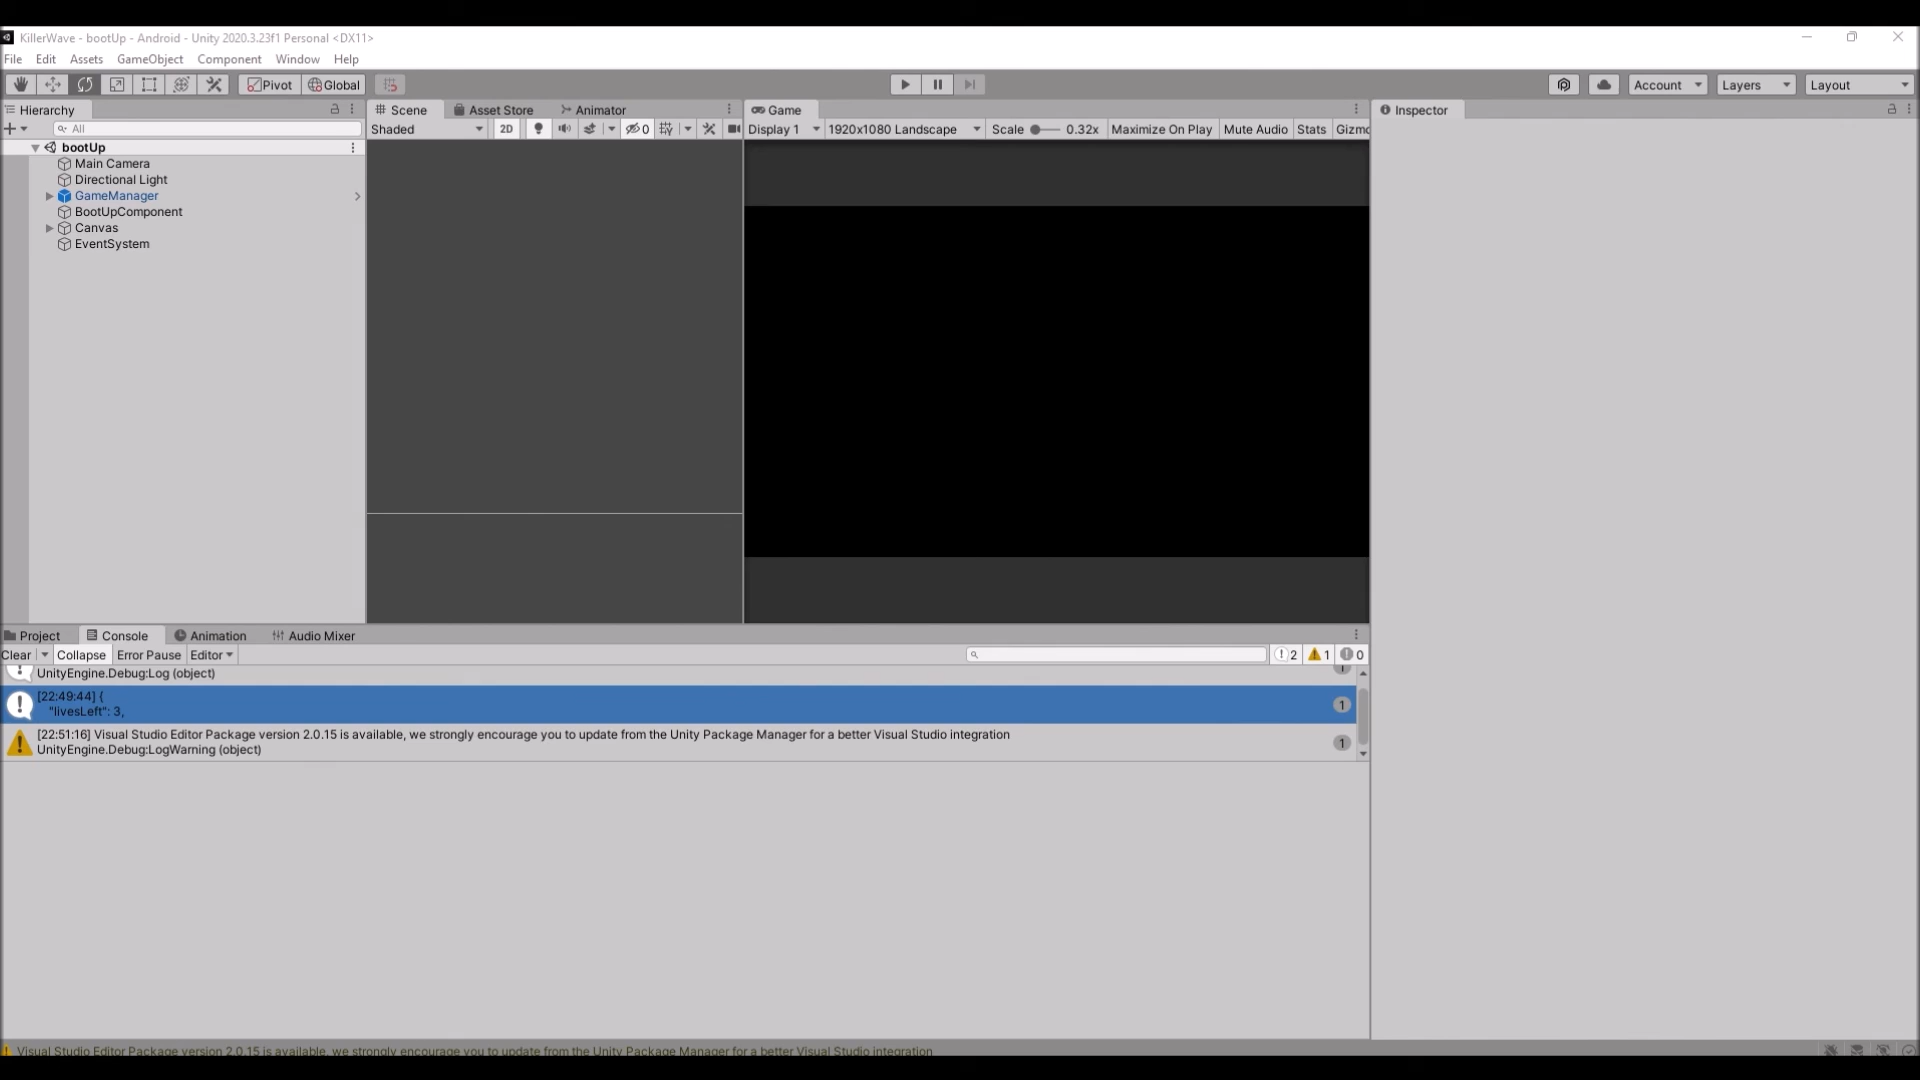 KillerWave - bootUp - Android - Unity 2020.3.23f1 Personal <DX11>
File Edit Assets GameObject Component Window Help
Pivot Global Account Layers Layout
Hierarchy
All
bootUp
Main Camera
Directional Light
GameManager
BootUpComponent
Canvas
EventSystem
Scene Asset Store Animator
Shaded 2D 0
Game
Display 1 1920x1080 Landscape Scale 0.32x Maximize On Play Mute Audio Stats Gizmo
Inspector
Project Console Animation Audio Mixer
Clear Collapse Error Pause Editor 2 1 0
UnityEngine.Debug:Log (object) 1
[22:49:44] {
"livesLeft": 3,
1
[22:51:16] Visual Studio Editor Package version 2.0.15 is available, we strongly encourage you to update from the Unity Package Manager for a better Visual Studio integration
UnityEngine.Debug:LogWarning (object)
1
Visual Studio Editor Package version 2.0.15 is available, we strongly encourage you to update from the Unity Package Manager for a better Visual Studio integration